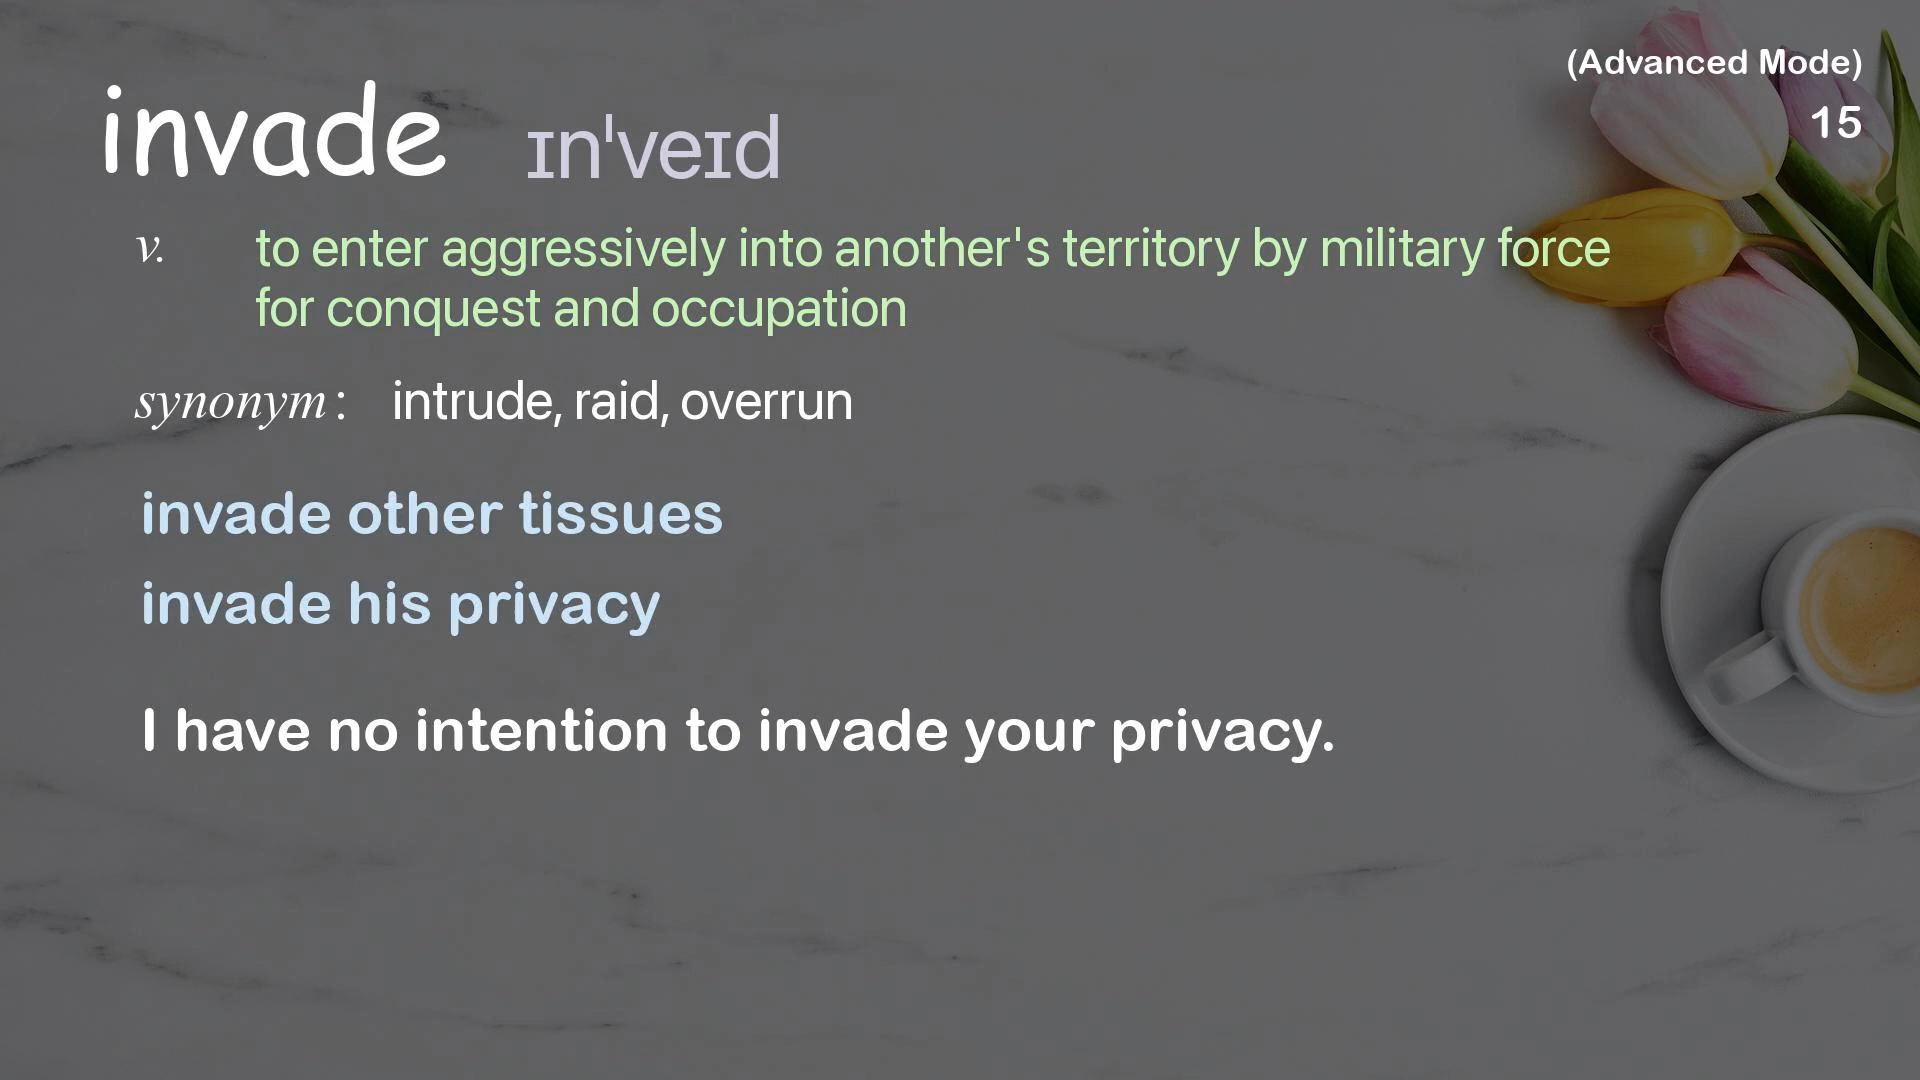 (Advanced Mode)
15
invade ɪnˈveɪd
v. to enter aggressively into another's territory by military force
for conquest and occupation
synonym : intrude, raid, overrun
invade other tissues
invade his privacy
I have no intention to invade your privacy.